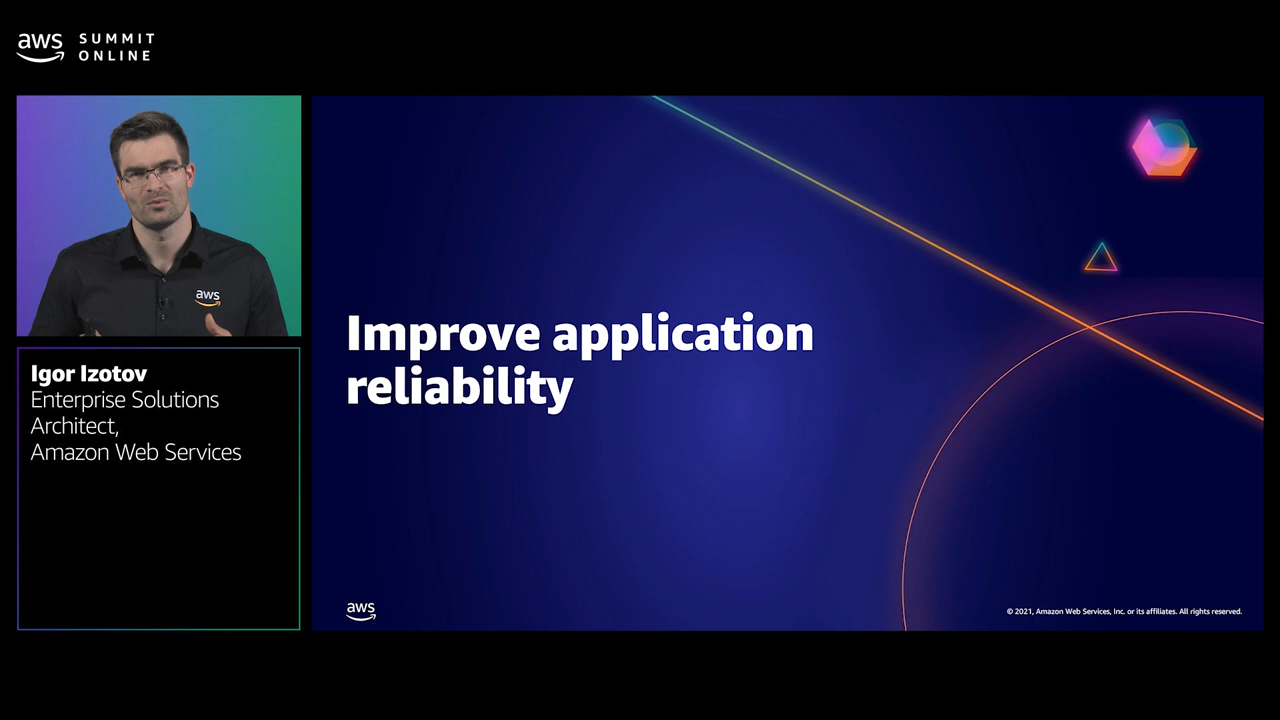 aws SUMMIT
ONLINE
aws
Igor Izotov
Enterprise Solutions
Architect,
Amazon Web Services
Improve application
reliability
aws
© 2021, Amazon Web Services, Inc. or its affiliates. All rights reserved.